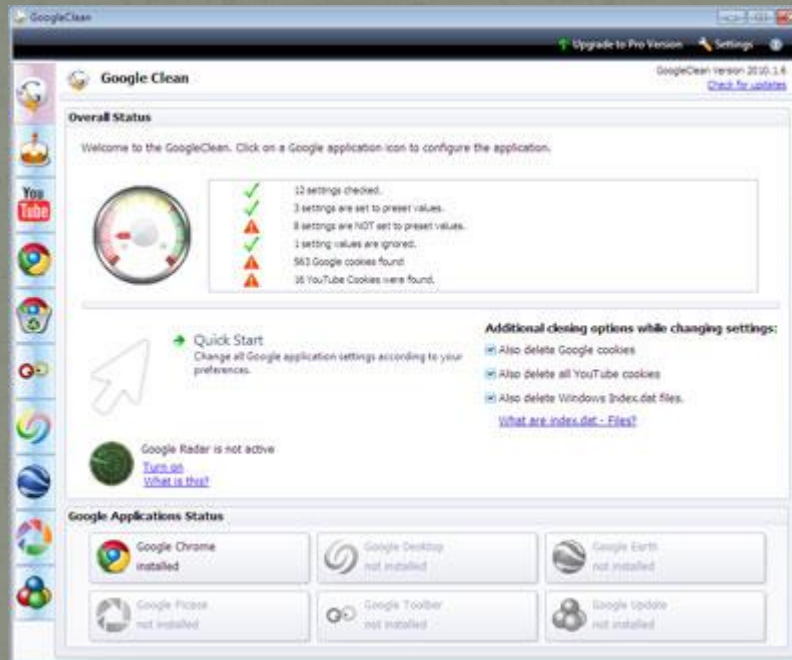 GoogleClean
Upgrade to Pro Version Settings
Google Clean
GoogleClean Version 2010.1.6
Check for updates
Overall Status
Welcome to the GoogleClean. Click on a Google application icon to configure the application.
You
Tube
12 settings checked.
3 settings are set to preset values.
8 settings are NOT set to preset values.
1 setting values are ignored.
563 Google cookies found
16 YouTube Cookies were found.
Quick Start
Change all Google application settings according to your
preferences.
Additional clening options while changing settings:
Also delete Google cookies
Also delete all YouTube cookies
Also delete Windows Index.dat files.
What are index.dat - Files?
Google Radar is not active
Turn on
What is this?
Google Applications Status
Google Chrome
installed
Google Desktop
not installed
Google Earth
not installed
Google Picasa
not installed
Google Toolbar
not installed
Google Update
not installed